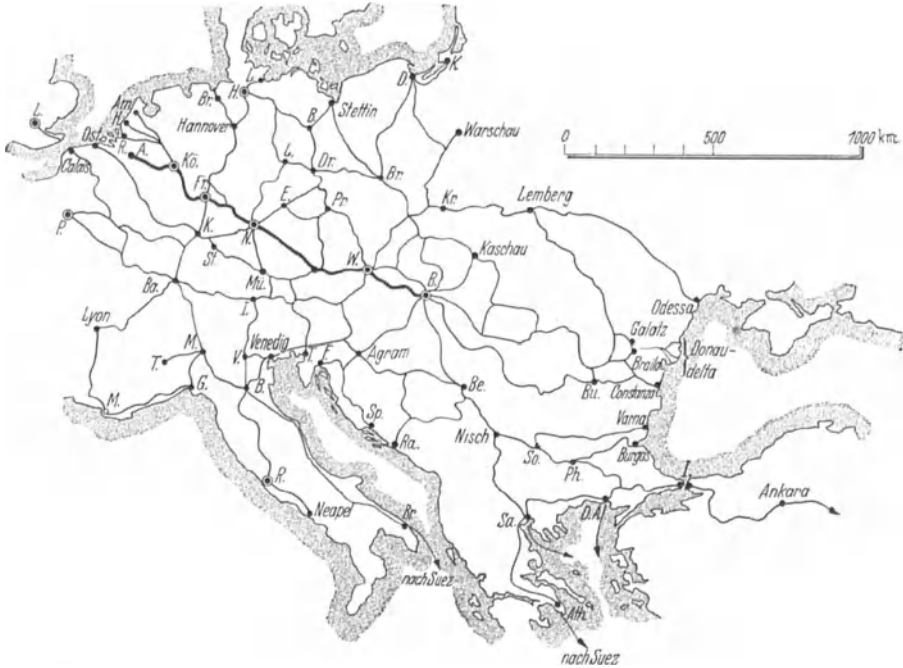 K.
D.
H.
Br.
Stettin
B.
L.
Am.
H.
Hannover
Warschau
Ost.
R.
A.
Calais
Kö.
L.
Dr.
Br.
0
500
1000 km.
Fr.
E.
Pr.
Kr.
Lemberg
P.
K.
N.
St.
W.
Kaschau
Mü.
Ba.
B.
I.
Odessa
Lyon
Galatz
M.
Venedig
T.
V.
F.
Agram
Braila
Donau-
delta
T.
G.
B.
Be.
Bu.
Constanza
M.
Sp.
Varna
Ra.
Nisch
So.
Burgas
Ph.
R.
I.
Ankara
Neapel
Br.
Sa.
D.A.
nach Suez
Ath.
nach Suez